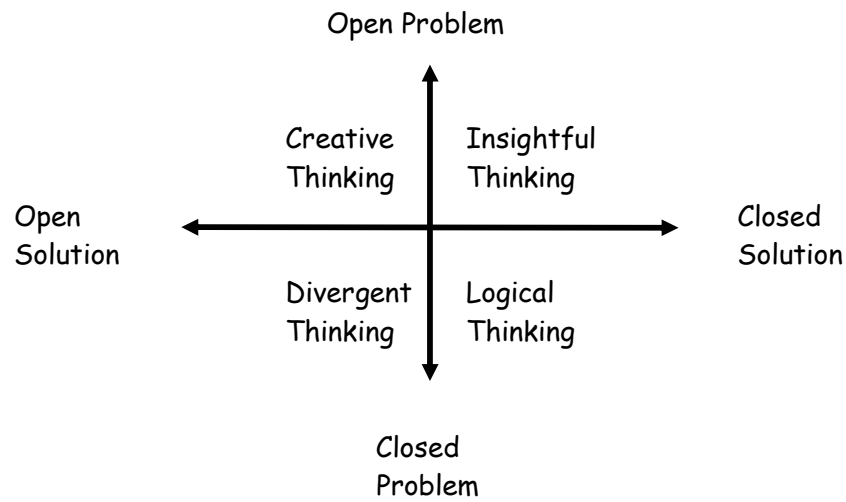 Open Problem
Creative
Thinking
Insightful
Thinking
Open
Solution
Closed
Solution
Divergent
Thinking
Logical
Thinking
Closed
Problem